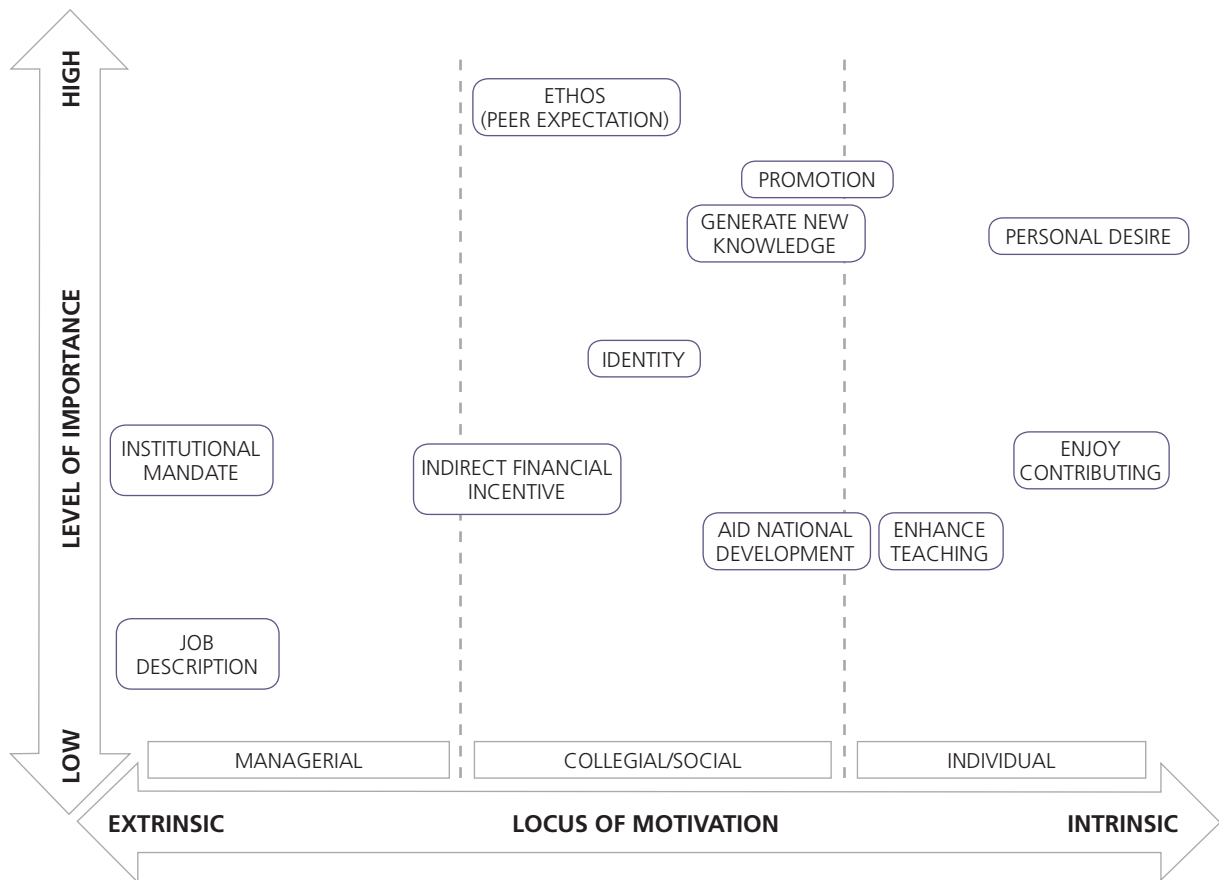 HIGH
ETHOS
(PEER EXPECTATION)
PROMOTION
GENERATE NEW
KNOWLEDGE
PERSONAL DESIRE
LEVEL OF IMPORTANCE
IDENTITY
INSTITUTIONAL
MANDATE
INDIRECT FINANCIAL
INCENTIVE
ENJOY
CONTRIBUTING
AID NATIONAL
DEVELOPMENT
ENHANCE
TEACHING
JOB
DESCRIPTION
LOW
MANAGERIAL
COLLEGIAL/SOCIAL
INDIVIDUAL
EXTRINSIC
LOCUS OF MOTIVATION
INTRINSIC